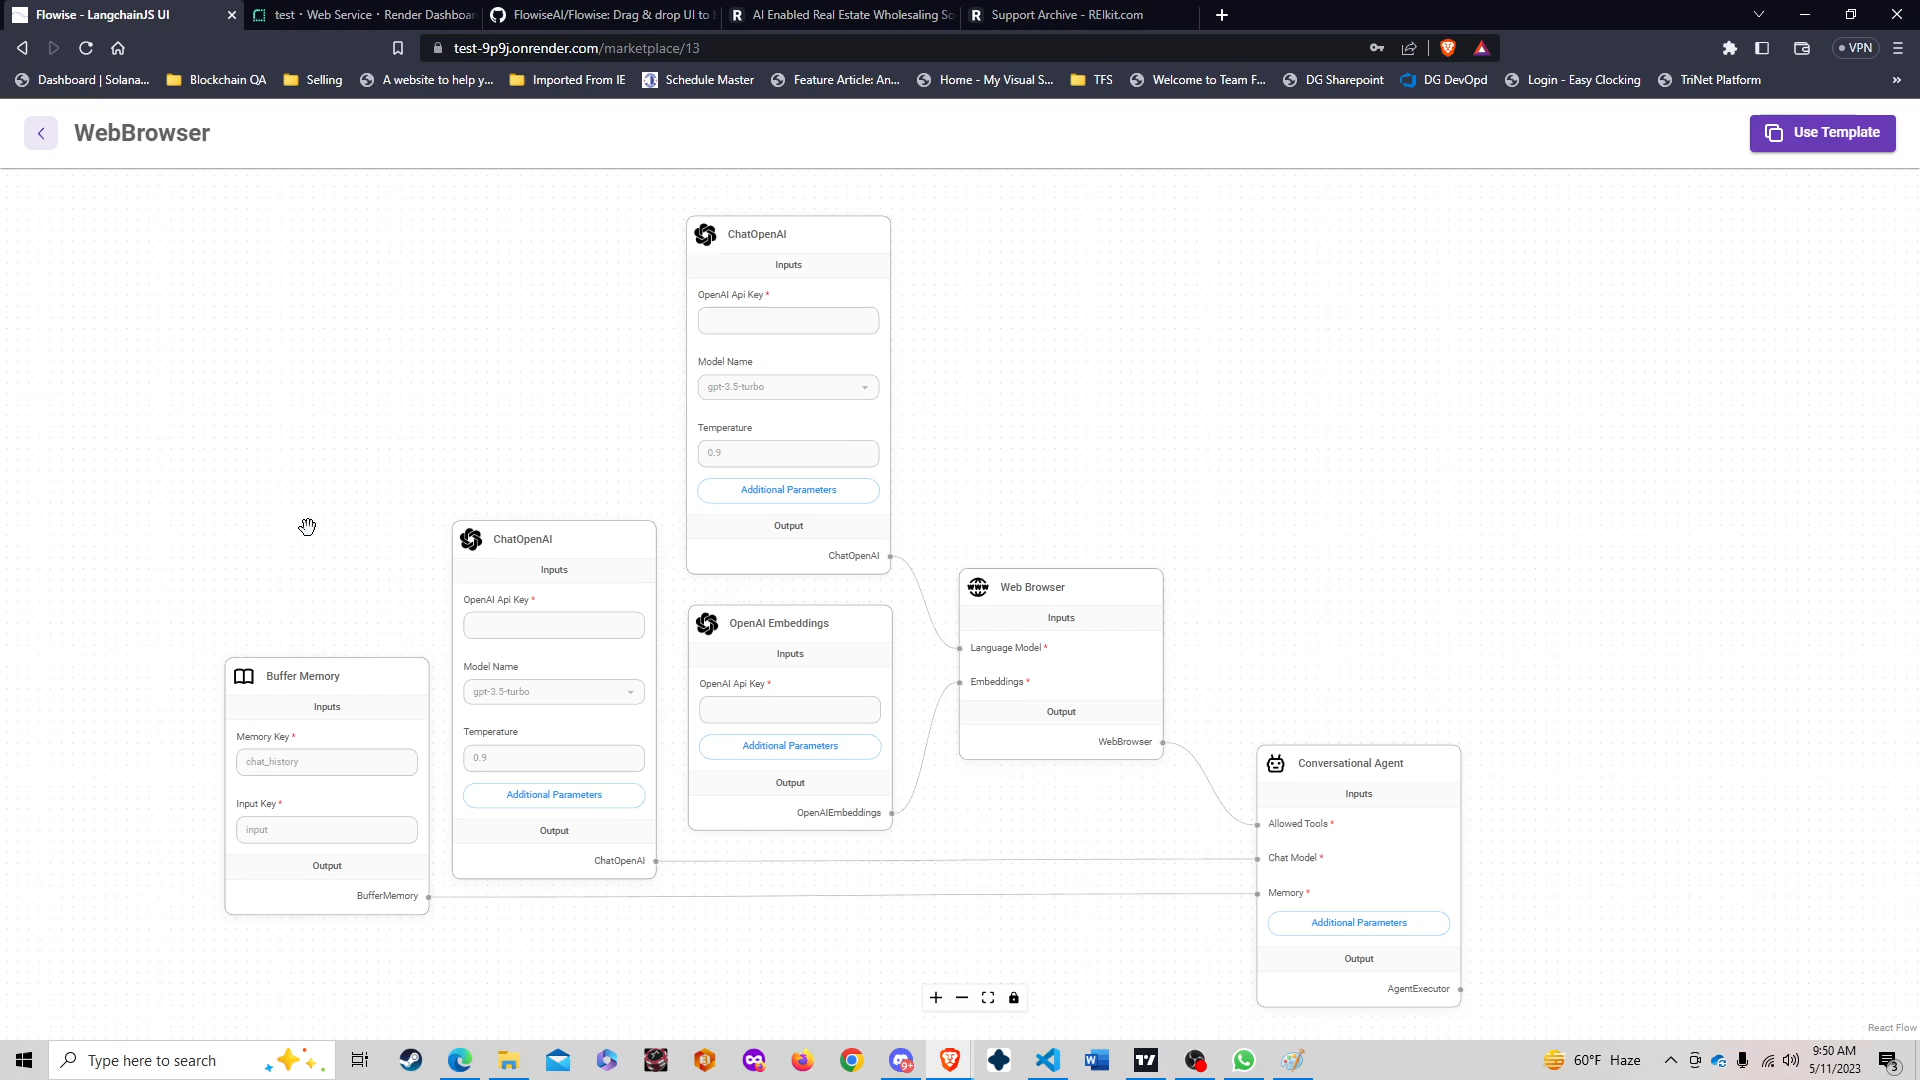 Flowise - LangchainJS UI
test · Web Service · Render Dashboar
FlowiseAI/Flowise: Drag & drop UI to
AI Enabled Real Estate Wholesaling So
Support Archive - REIkit.com
test-9p9j.onrender.com/marketplace/13
VPN
Dashboard | Solana...
Blockchain QA
Selling
A website to help y...
Imported From IE
Schedule Master
Feature Article: An...
Home - My Visual S...
TFS
Welcome to Team F...
DG Sharepoint
DG DevOpd
Login - Easy Clocking
TriNet Platform
WebBrowser
Use Template
ChatOpenAI
Inputs
OpenAI Api Key *
Model Name
gpt-3.5-turbo
Temperature
0.9
Additional Parameters
Output
ChatOpenAI
ChatOpenAI
Inputs
OpenAI Api Key *
Model Name
gpt-3.5-turbo
Temperature
0.9
Additional Parameters
Output
ChatOpenAI
OpenAI Embeddings
Inputs
OpenAI Api Key *
Additional Parameters
Output
OpenAIEmbeddings
Web Browser
Inputs
Language Model *
Embeddings *
Output
WebBrowser
Buffer Memory
Inputs
Memory Key *
chat_history
Input Key *
input
Output
BufferMemory
Conversational Agent
Inputs
Allowed Tools *
Chat Model *
Memory *
Additional Parameters
Output
AgentExecutor
React Flow
Type here to search
9+
60°F Haze
9:50 AM
5/11/2023
3